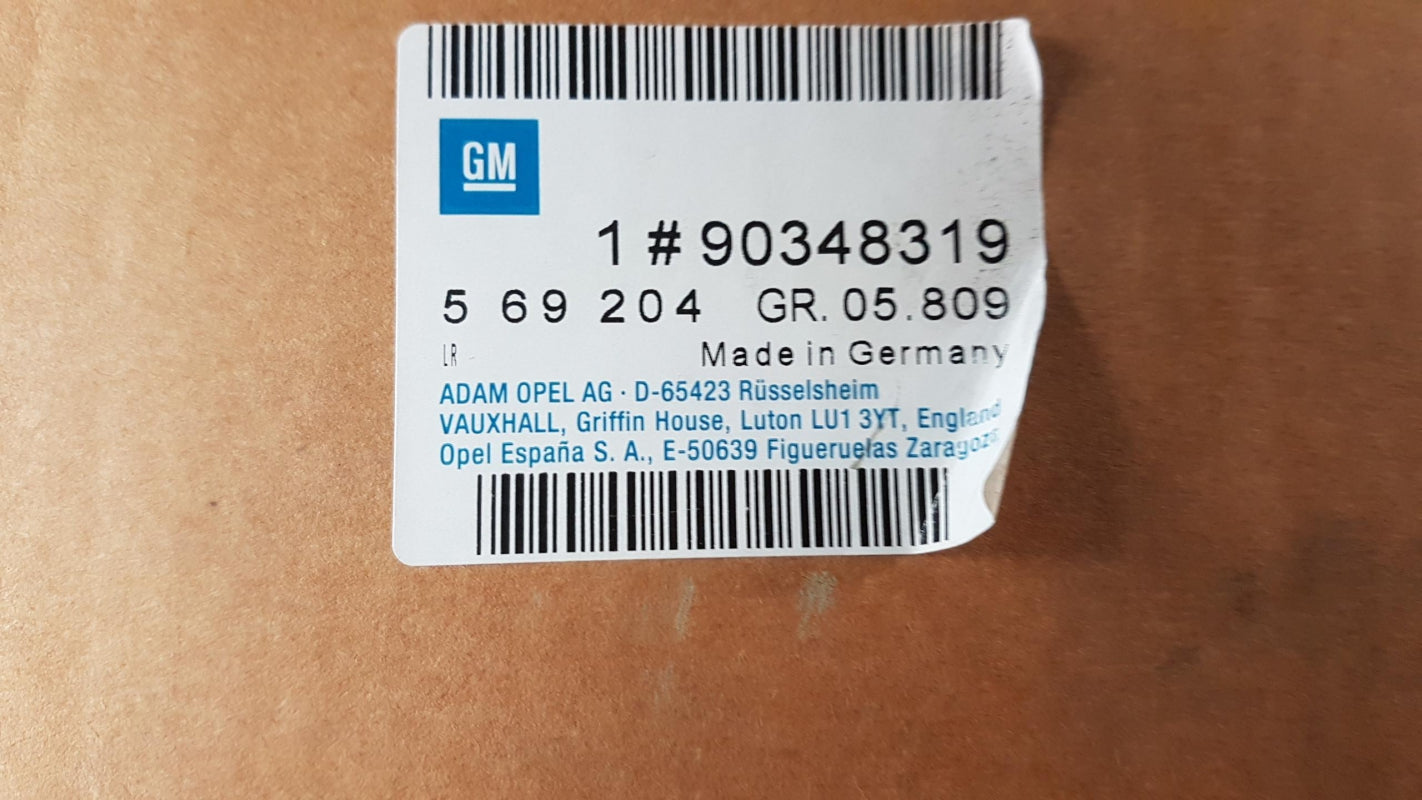 GM
1 # 90348319
5 69 204 GR. 05.809
LR Made in Germany
ADAM OPEL AG · D-65423 Rüsselsheim
VAUXHALL, Griffin House, Luton LU1 3YT, England
Opel España S. A., E-50639 Figueruelas Zaragoza